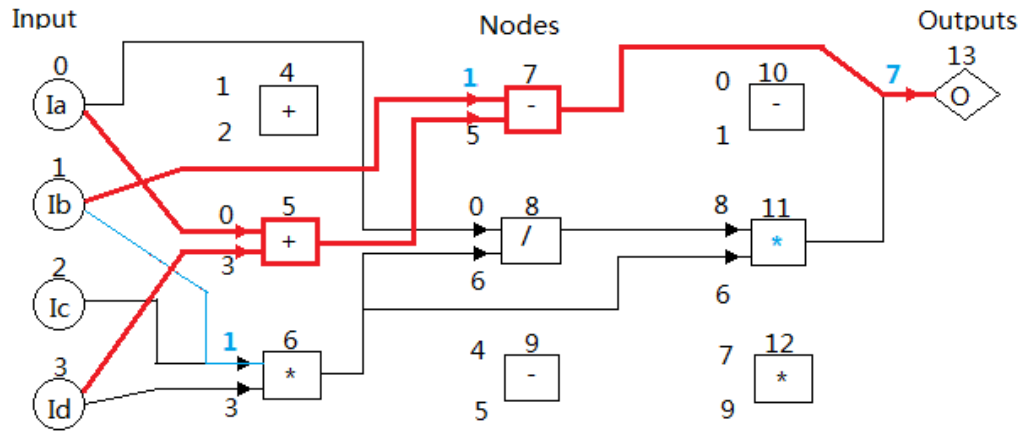 Input Nodes Outputs
0 4 1 7 10 7 13
Ia 1 + - 0 - O
2 5 1
1
Ib 0 5 0 8 8 11
3 + / *
2 6 6
Ic
1 6 4 9 7 12
3 * - *
Id 3 5 9